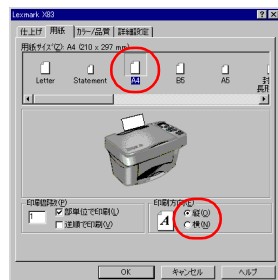 Lexmark X83
仕上げ 用紙 カラー/品質 詳細設定
用紙サイズ(Z): A4 (210 x 297 mm)
Letter Statement A4 B5 A5 封 長形
印刷部数(P)
1 部単位で印刷(L)
逆順で印刷(V)
印刷方向(E)
A 縦(O)
横(N)
OK キャンセル ヘルプ